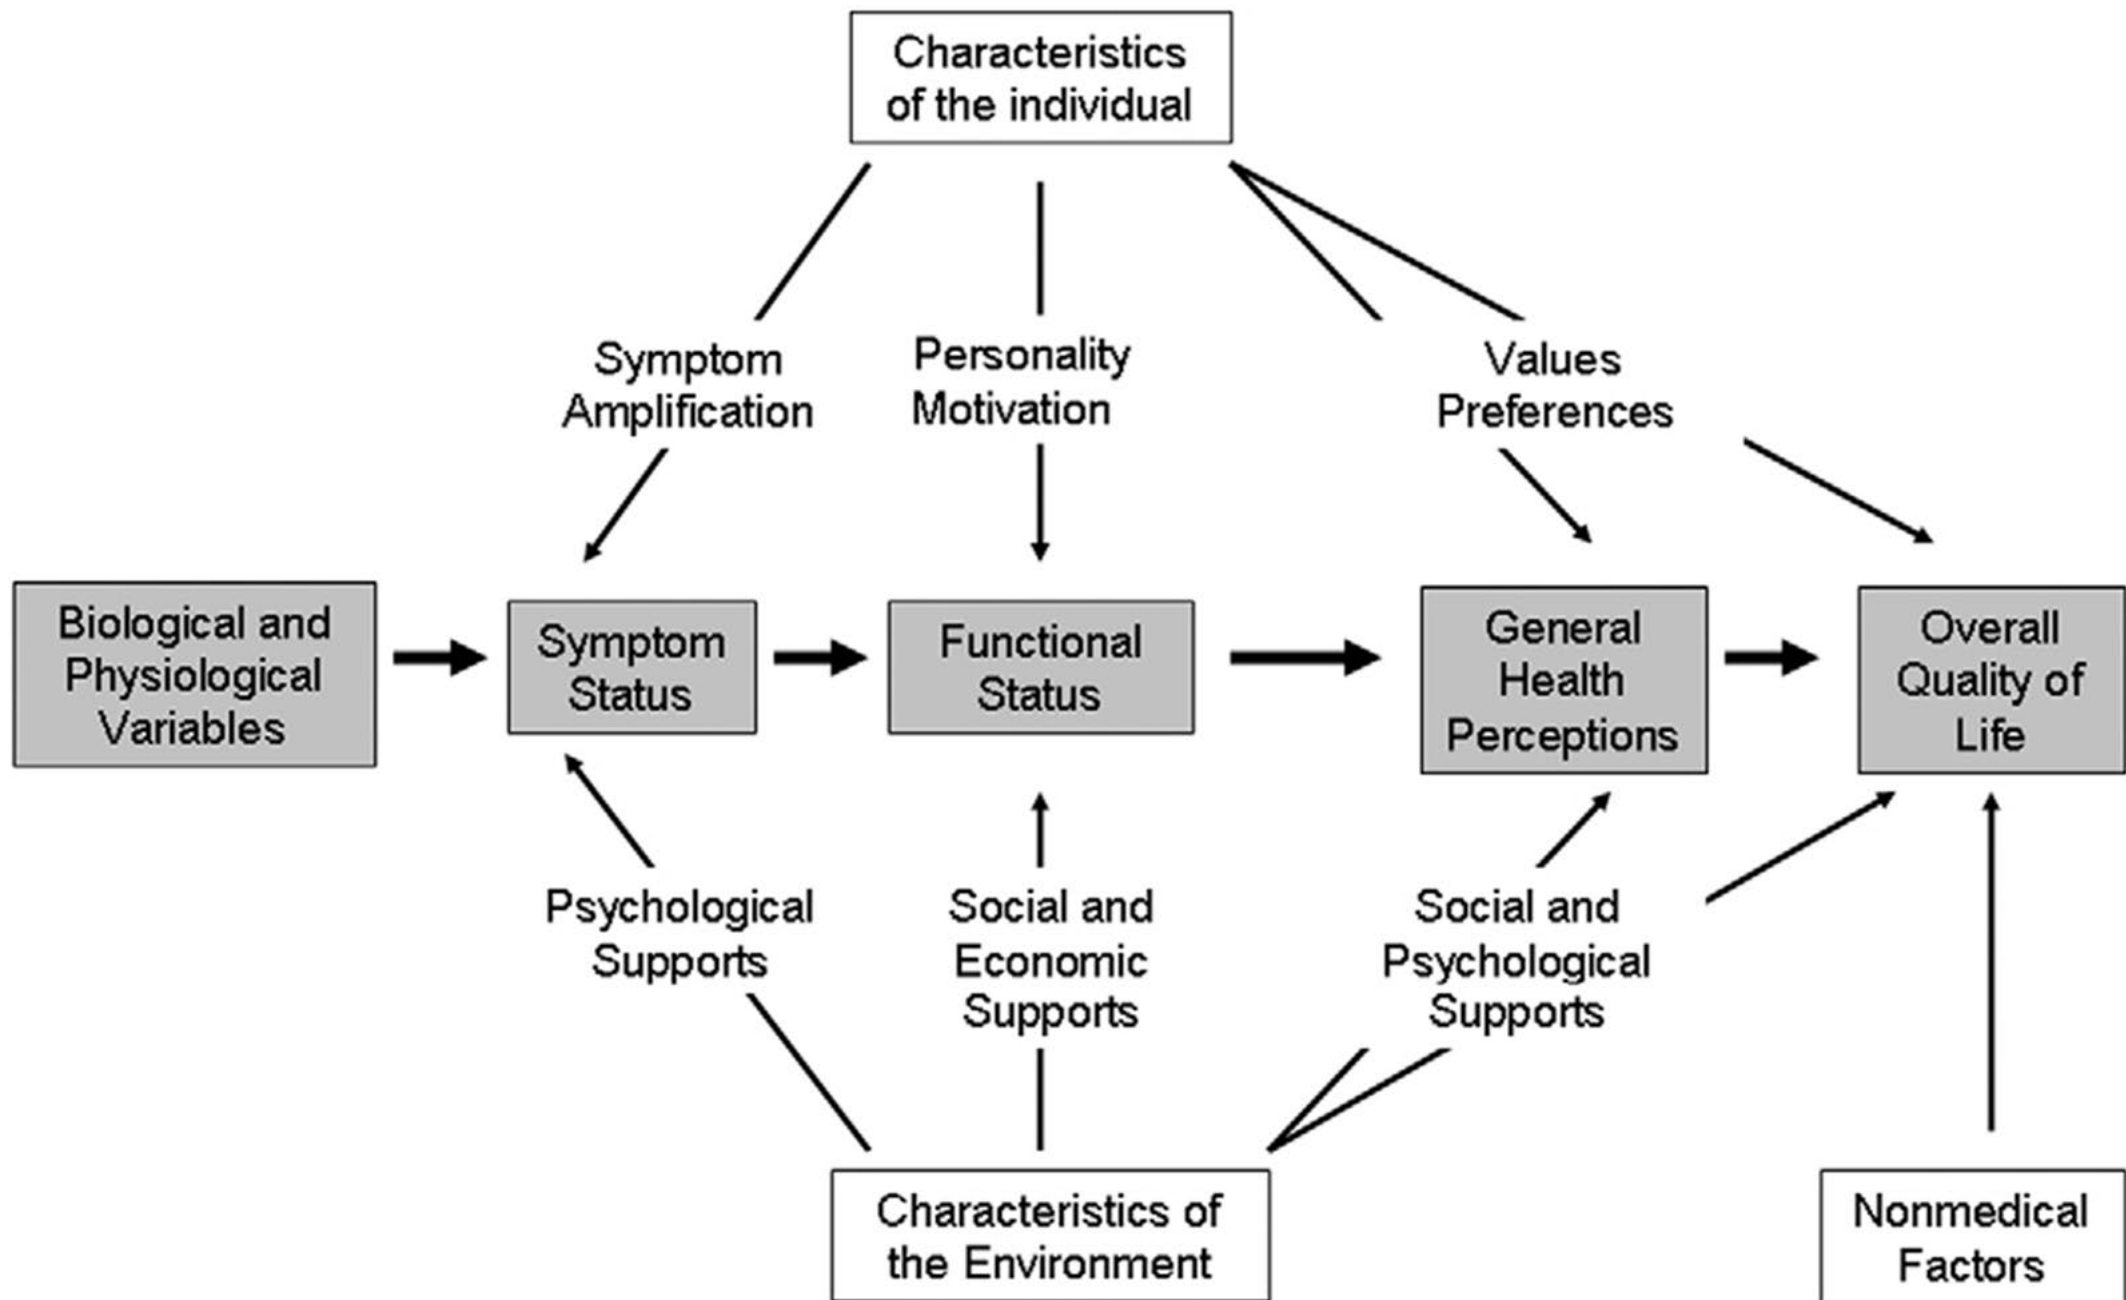 Characteristics
of the individual
Symptom
Amplification
Personality
Motivation
Values
Preferences
Biological and
Physiological
Variables
Symptom
Status
Functional
Status
General
Health
Perceptions
Overall
Quality of
Life
Psychological
Supports
Social and
Economic
Supports
Social and
Psychological
Supports
Characteristics of
the Environment
Nonmedical
Factors